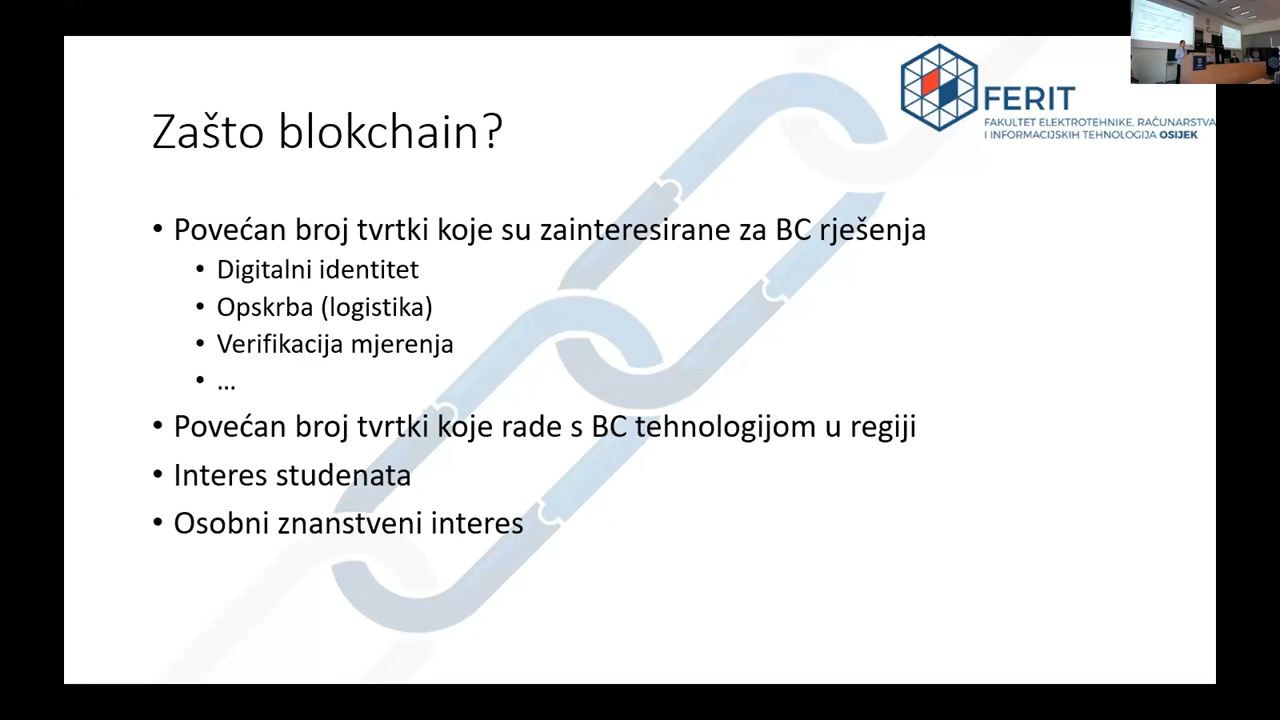 FERIT
FAKULTET ELEKTROTEHNIKE, RAČUNARSTVA
I INFORMACIJSKIH TEHNOLOGIJA OSIJEK
Zašto blokchain?
• Povećan broj tvrtki koje su zainteresirane za BC rješenja
• Digitalni identitet
• Opskrba (logistika)
• Verifikacija mjerenja
• …
• Povećan broj tvrtki koje rade s BC tehnologijom u regiji
• Interes studenata
• Osobni znanstveni interes